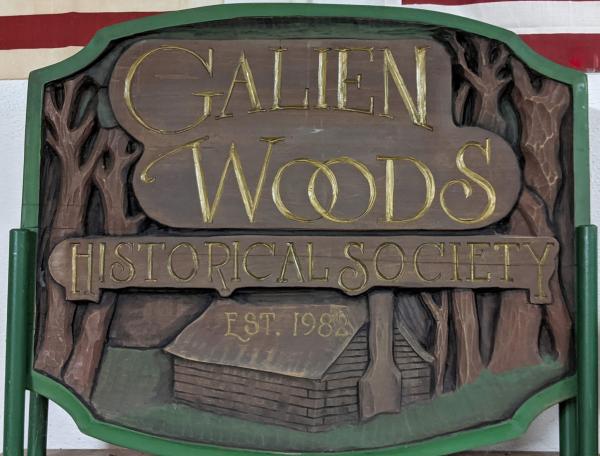 GALIEN
WOODS
HISTORICAL SOCIETY
EST. 1982